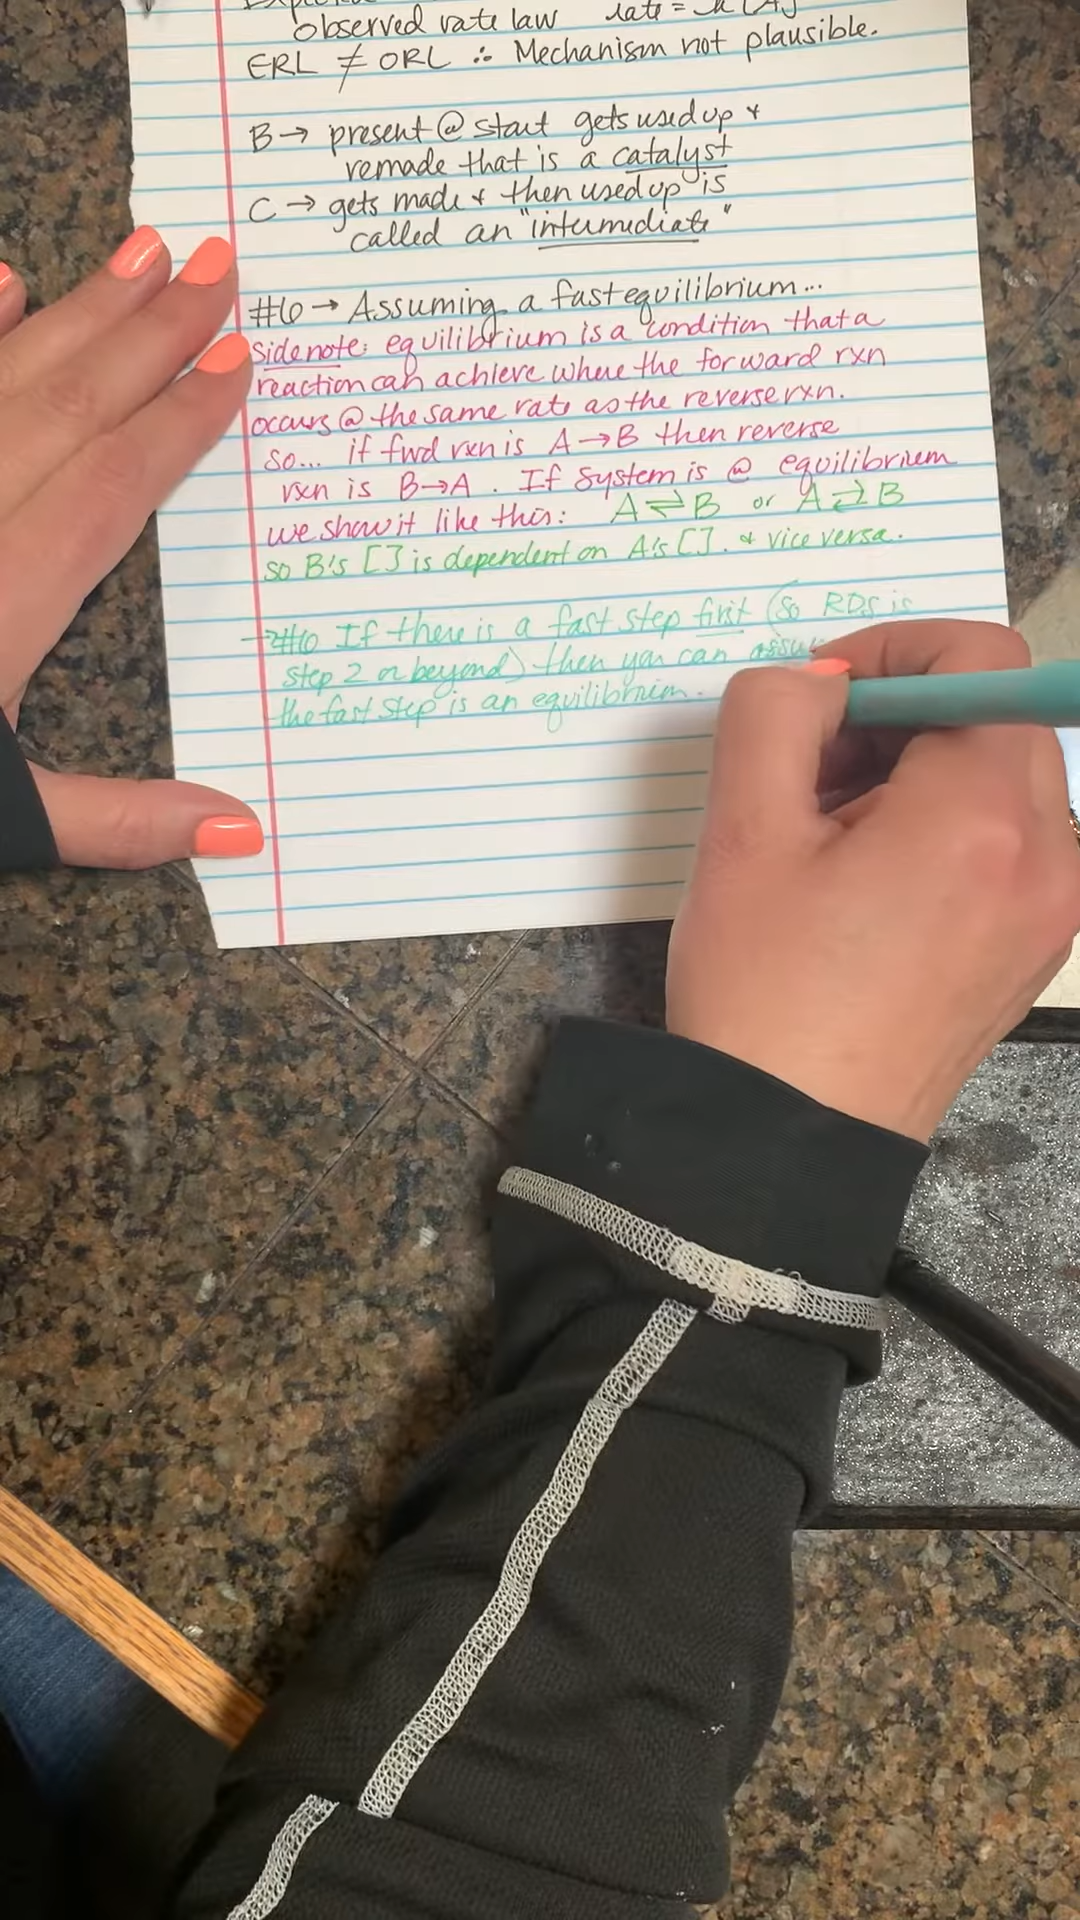 observed rate law rate = k [A]
ERL ≠ ORL ∴ Mechanism not plausible.
B → present @ start gets used up &
remade that is a catalyst
C → gets made & then used up is
called an "intermediate"
#6 → Assuming a fast equilibrium...
sidenote: equilibrium is a condition that a
reaction can achieve where the forward rxn
occurs @ the same rate as the reverse rxn.
so... if fwd rxn is A → B then reverse
rxn is B → A. If system is @ equilibrium
we show it like this: A ⇌ B or A ⇌ B
so B's [] is dependent on A's []. & vice versa.
→ #6 If there is a fast step first (so RDS is
step 2 or beyond) then you can assu
the fast step is an equilibrium.